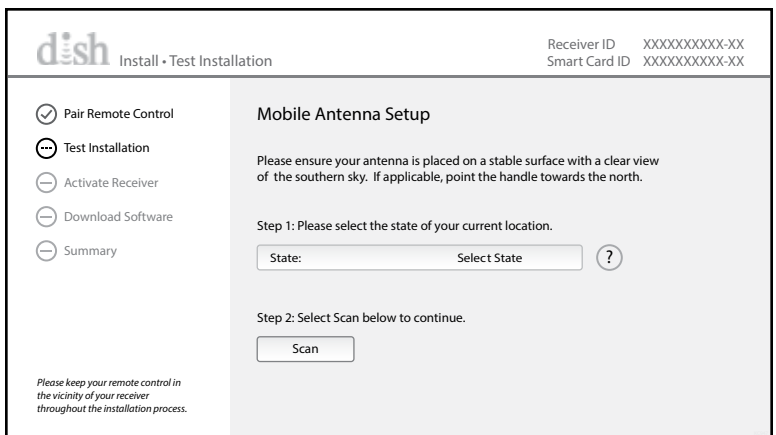 dish Install • Test Installation
Receiver ID XXXXXXXXXX-XX
Smart Card ID XXXXXXXXXX-XX
Pair Remote Control
Test Installation
Activate Receiver
Download Software
Summary
Please keep your remote control in
the vicinity of your receiver
throughout the installation process.
Mobile Antenna Setup
Please ensure your antenna is placed on a stable surface with a clear view
of the southern sky. If applicable, point the handle towards the north.
Step 1: Please select the state of your current location.
State: Select State ?
Step 2: Select Scan below to continue.
Scan